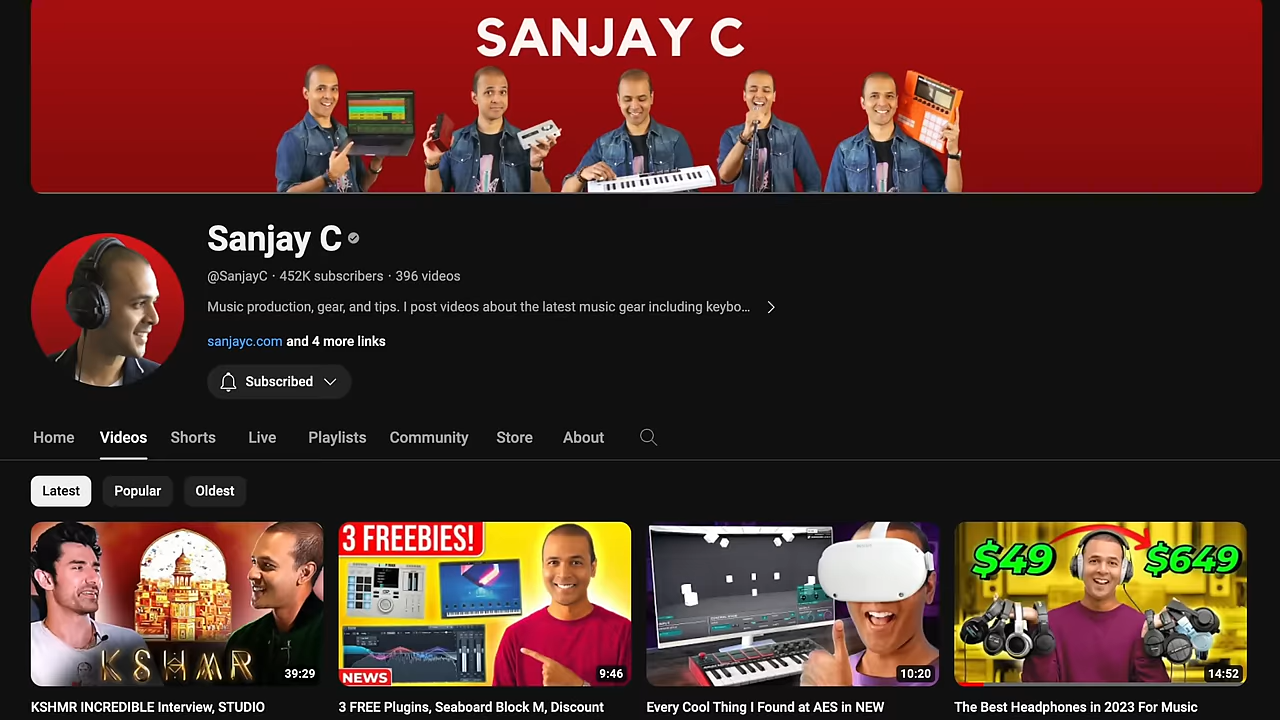 SANJAY C
Sanjay C
@SanjayC · 452K subscribers · 396 videos
Music production, gear, and tips. I post videos about the latest music gear including keybo...
sanjayc.com and 4 more links
Subscribed
Home Videos Shorts Live Playlists Community Store About
Latest Popular Oldest
KSHMR
39:29
3 FREEBIES!
NEWS
9:46
10:20
$49 $649
14:52
KSHMR INCREDIBLE Interview, STUDIO
3 FREE Plugins, Seaboard Block M, Discount
Every Cool Thing I Found at AES in NEW
The Best Headphones in 2023 For Music